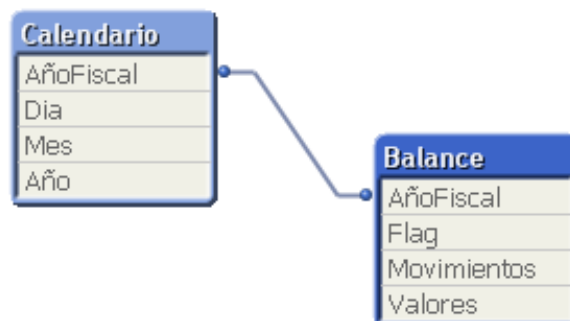 Calendario
AñoFiscal
Dia
Mes
Año
Balance
AñoFiscal
Flag
Movimientos
Valores